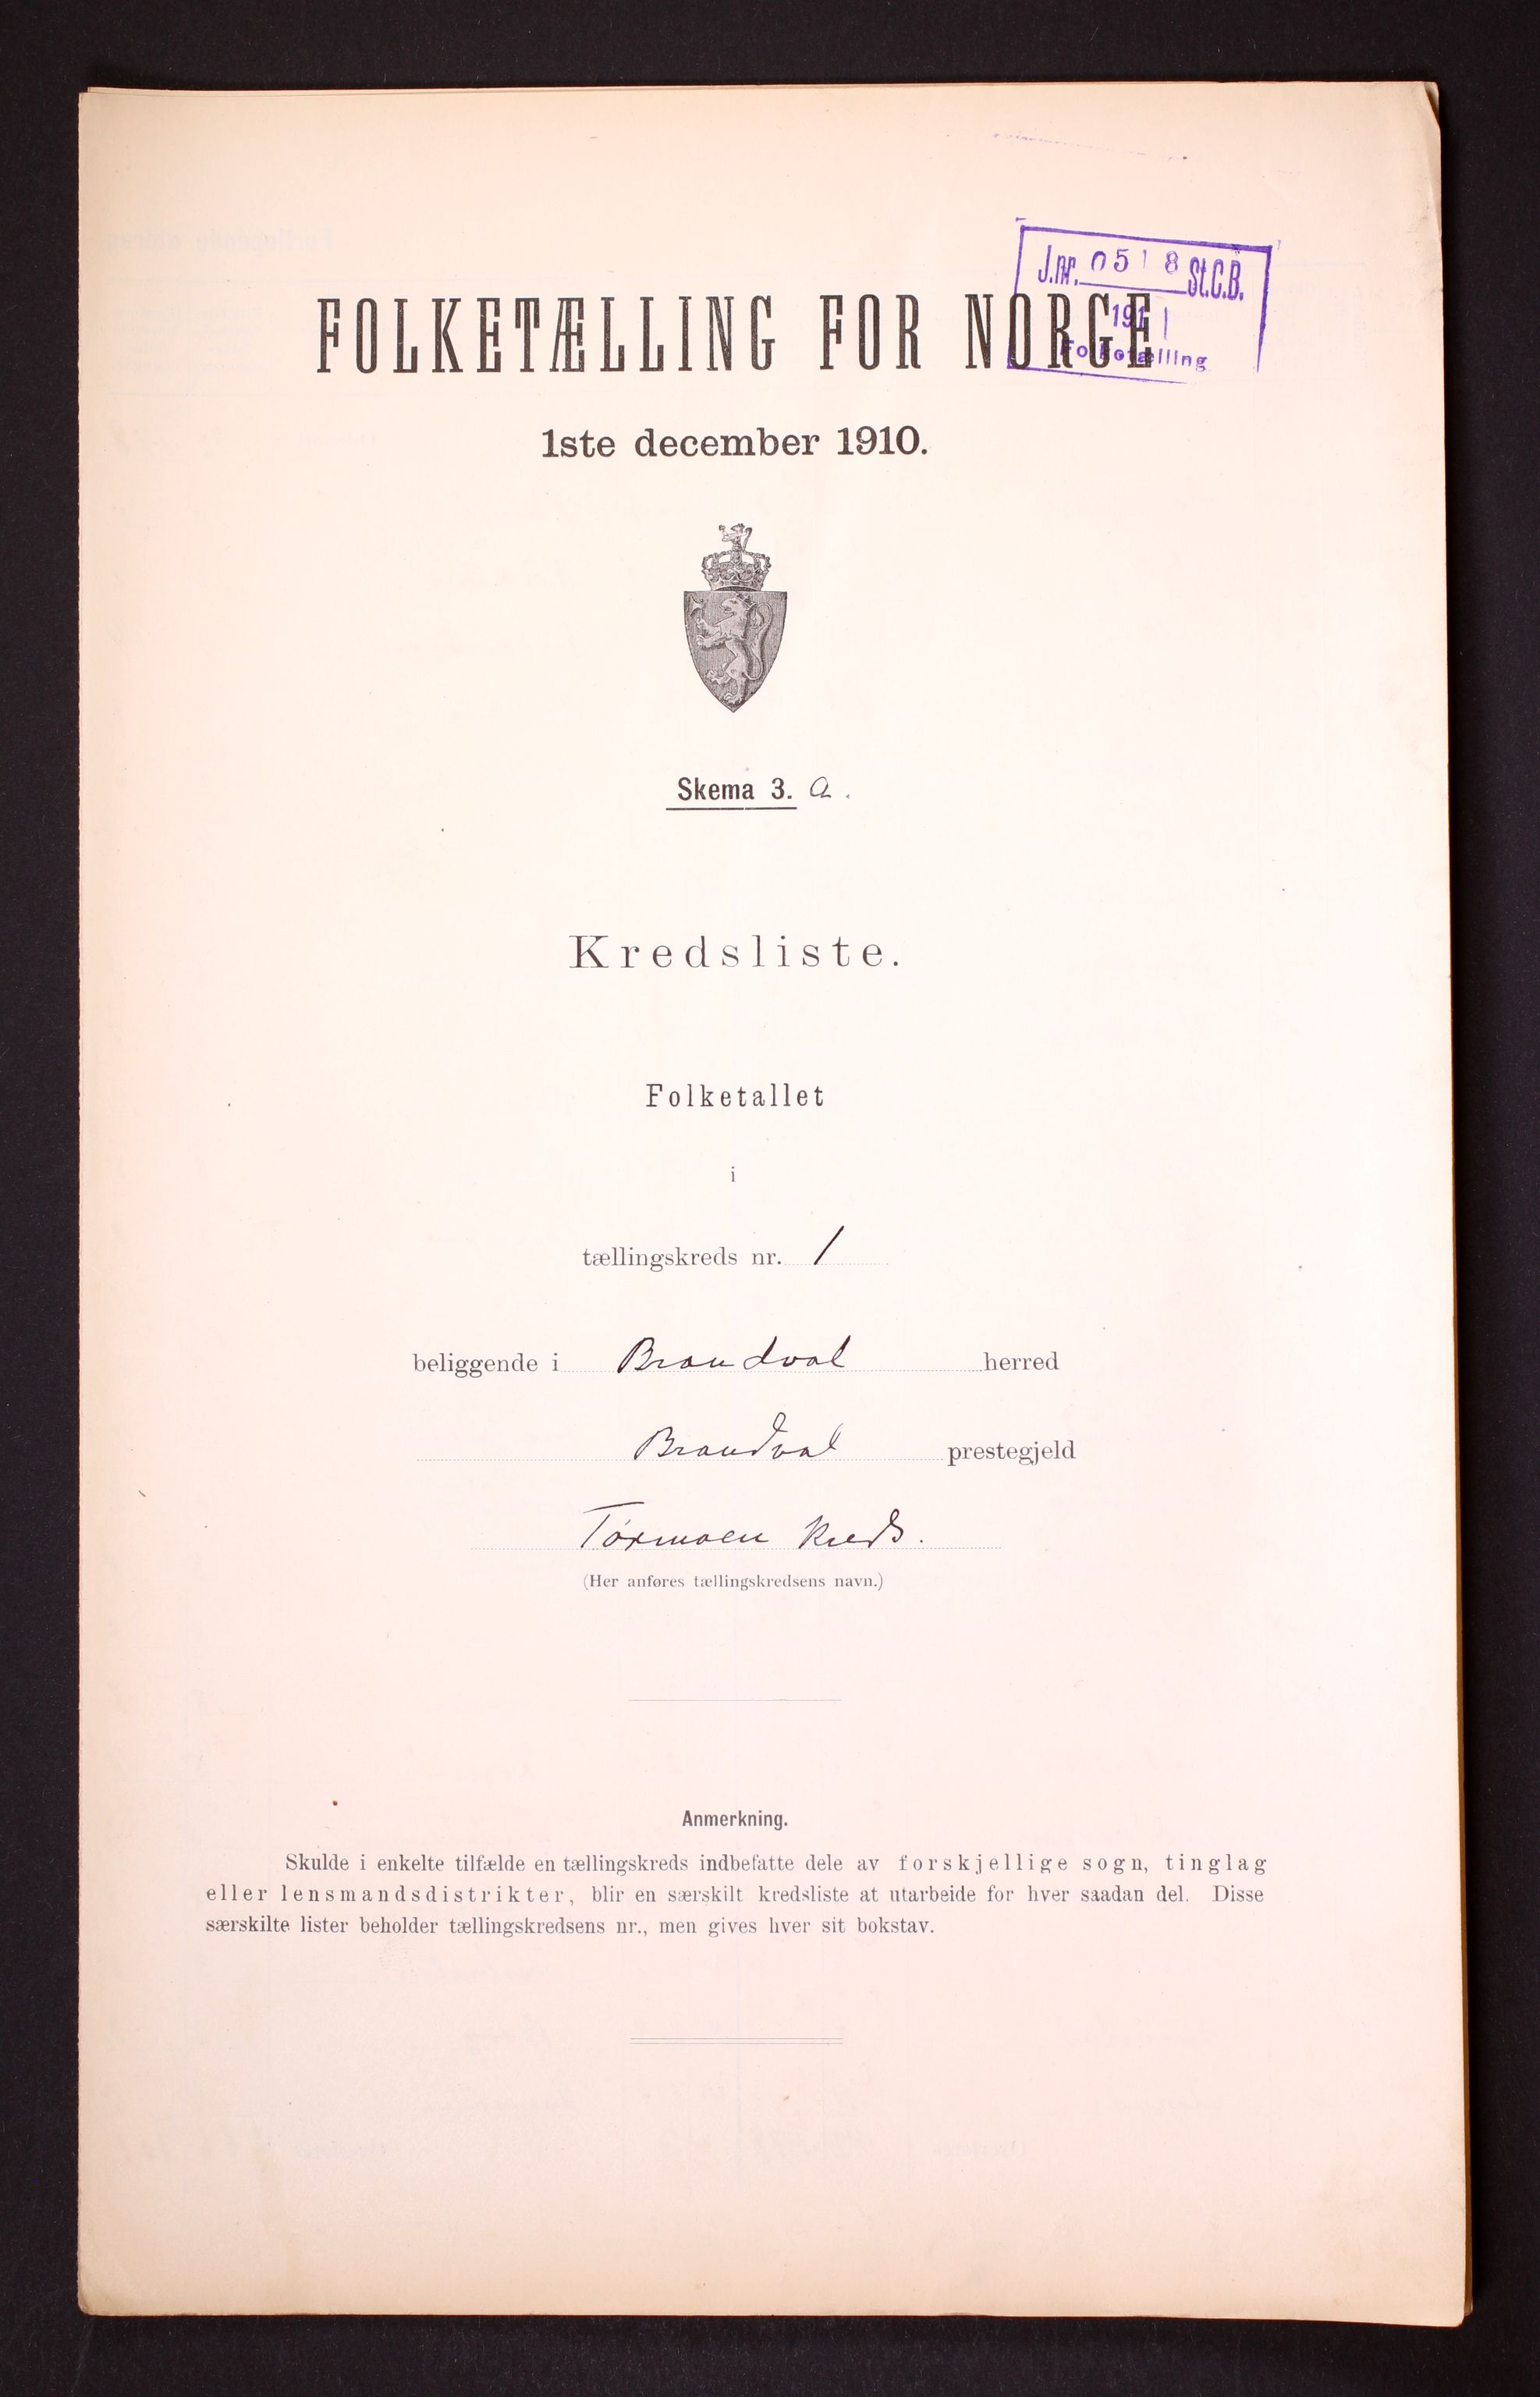 J.nr. 0518 St.C.B.
1911
Folketælling
FOLKETÆLLING FOR NORGE
1ste december 1910.
Skema 3. a.
Kredsliste.
Folketallet
i
tællingskreds nr. 1
beliggende i Brandval herred
Brandval prestegjeld
Tørmoen kreds.
(Her anføres tællingskredsens navn.)
Anmerkning.
Skulde i enkelte tilfælde en tællingskreds indbefatte dele av forskjellige sogn, tinglag
eller lensmandsdistrikter, blir en særskilt kredsliste at utarbeide for hver saadan del. Disse
særskilte lister beholder tællingskredsens nr., men gives hver sit bokstav.